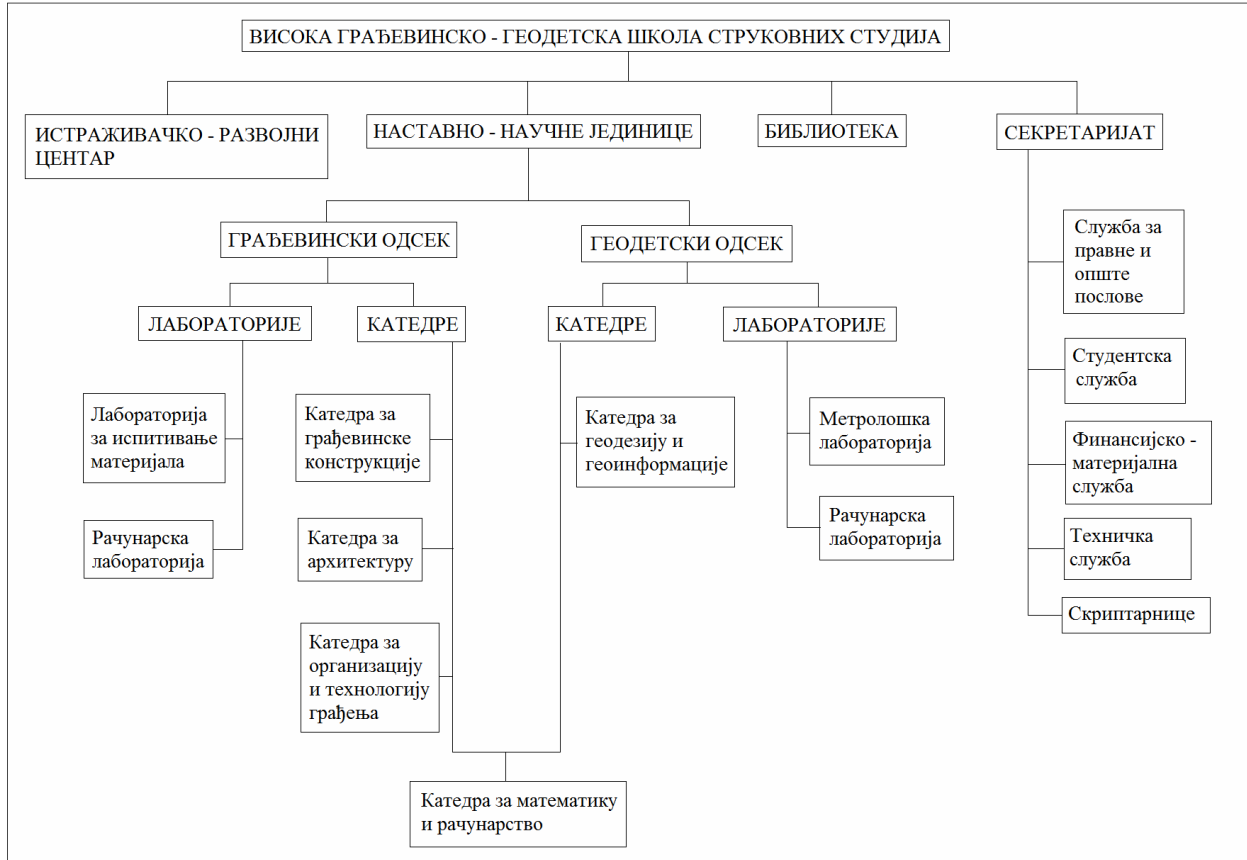 ВИСОКА ГРАЂЕВИНСКО - ГЕОДЕТСКА ШКОЛА СТРУКОВНИХ СТУДИЈА
ИСТРАЖИВАЧКО - РАЗВОЈНИ
ЦЕНТАР
НАСТАВНО - НАУЧНЕ ЈЕДИНИЦЕ
БИБЛИОТЕКА
СЕКРЕТАРИЈАТ
ГРАЂЕВИНСКИ ОДСЕК
ГЕОДЕТСКИ ОДСЕК
ЛАБОРАТОРИЈЕ
КАТЕДРЕ
КАТЕДРЕ
ЛАБОРАТОРИЈЕ
Лабораторија
за испитивање
материјала
Рачунарска
лабораторија
Катедра за
грађевинске
конструкције
Катедра за
архитектуру
Катедра за
организацију
и технологију
грађења
Катедра за
геодезију и
геоинформације
Метролошка
лабораторија
Рачунарска
лабораторија
Катедра за математику
и рачунарство
Служба за
правне и
опште
послове
Студентска
служба
Финансијско -
материјална
служба
Техничка
служба
Скриптарнице